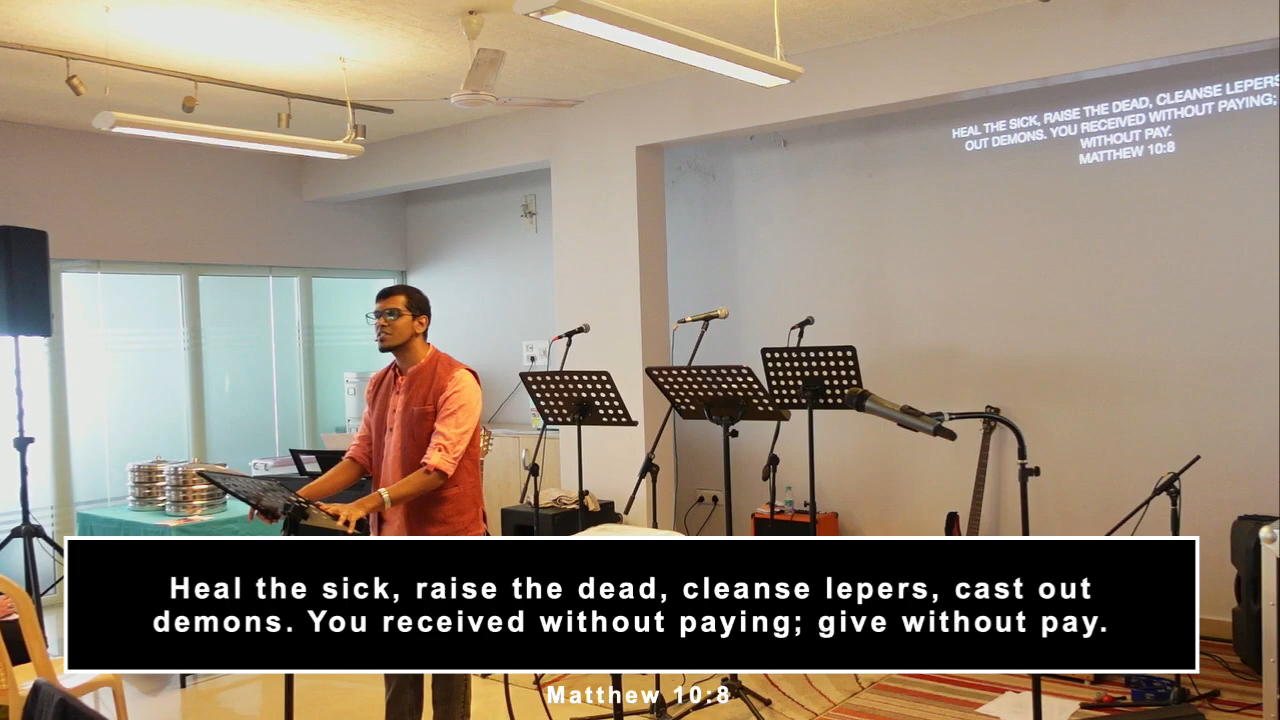 HEAL THE SICK, RAISE THE DEAD, CLEANSE LEPERS
OUT DEMONS. YOU RECEIVED WITHOUT PAYING;
WITHOUT PAY.
MATTHEW 10:8
Heal the sick, raise the dead, cleanse lepers, cast out
demons. You received without paying; give without pay.
Matthew 10:8